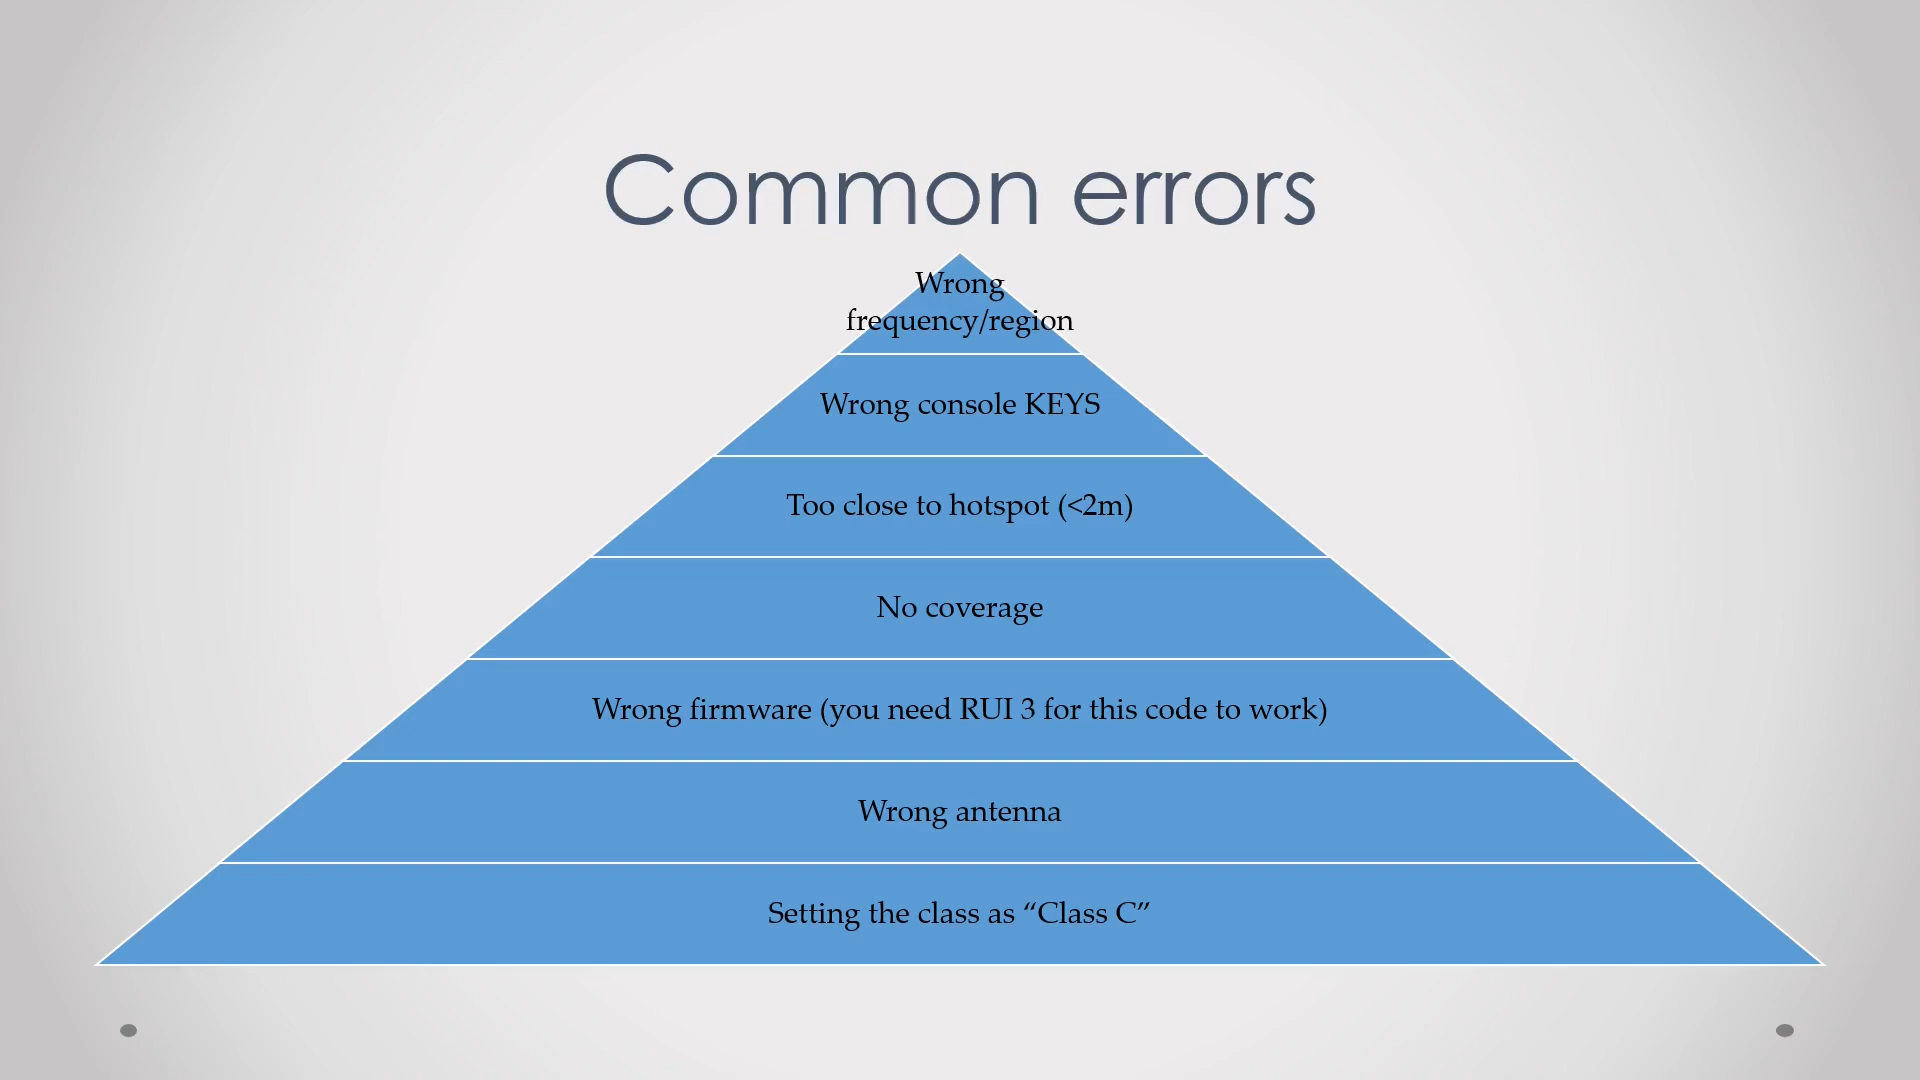 Common errors
Wrong
frequency/region
Wrong console KEYS
Too close to hotspot (<2m)
No coverage
Wrong firmware (you need RUI 3 for this code to work)
Wrong antenna
Setting the class as “Class C”